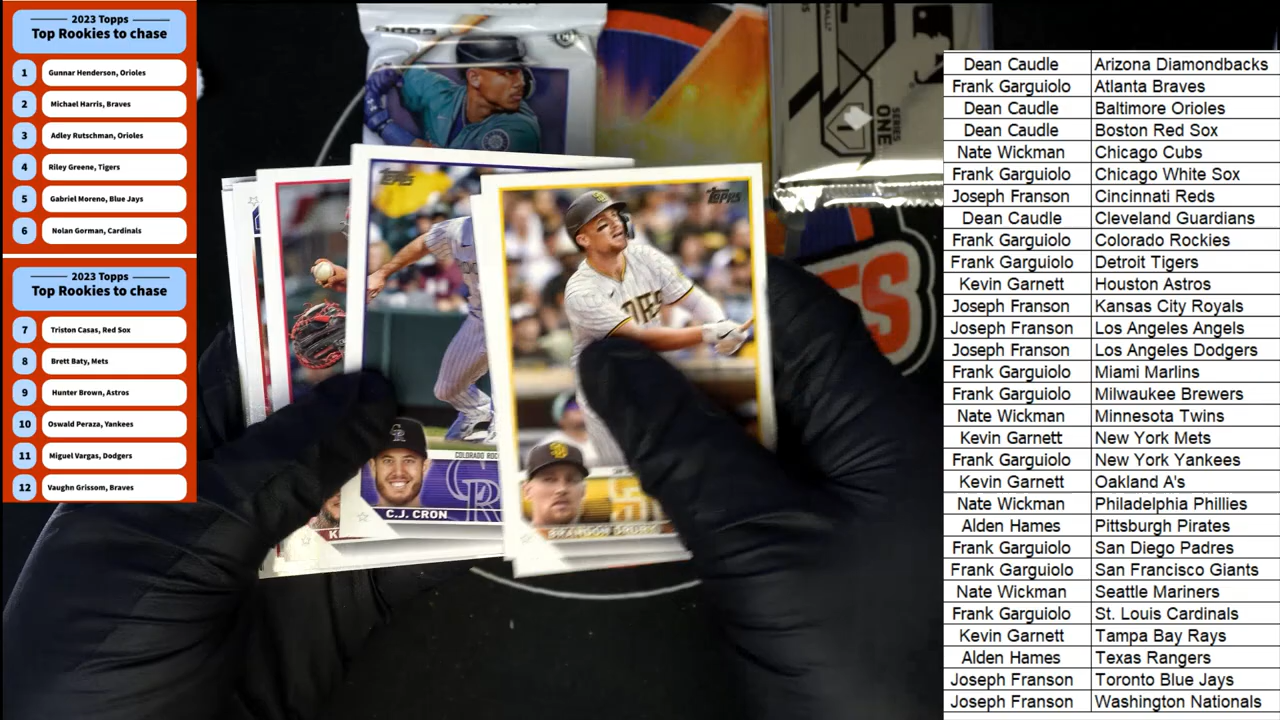 2023 Topps
Top Rookies to chase
1 Gunnar Henderson, Orioles
2 Michael Harris, Braves
3 Adley Rutschman, Orioles
4 Riley Greene, Tigers
5 Gabriel Moreno, Blue Jays
6 Nolan Gorman, Cardinals
2023 Topps
Top Rookies to chase
7 Triston Casas, Red Sox
8 Brett Baty, Mets
9 Hunter Brown, Astros
10 Oswald Peraza, Yankees
11 Miguel Vargas, Dodgers
12 Vaughn Grissom, Braves
SERIES
ONE
TOPPS
TOPPS
COLORADO ROC
C.J. CRON
BRANDON DRURY
Dean Caudle Arizona Diamondbacks
Frank Garguiolo Atlanta Braves
Dean Caudle Baltimore Orioles
Dean Caudle Boston Red Sox
Nate Wickman Chicago Cubs
Frank Garguiolo Chicago White Sox
Joseph Franson Cincinnati Reds
Dean Caudle Cleveland Guardians
Frank Garguiolo Colorado Rockies
Frank Garguiolo Detroit Tigers
Kevin Garnett Houston Astros
Joseph Franson Kansas City Royals
Joseph Franson Los Angeles Angels
Joseph Franson Los Angeles Dodgers
Frank Garguiolo Miami Marlins
Frank Garguiolo Milwaukee Brewers
Nate Wickman Minnesota Twins
Kevin Garnett New York Mets
Frank Garguiolo New York Yankees
Kevin Garnett Oakland A's
Nate Wickman Philadelphia Phillies
Alden Hames Pittsburgh Pirates
Frank Garguiolo San Diego Padres
Frank Garguiolo San Francisco Giants
Nate Wickman Seattle Mariners
Frank Garguiolo St. Louis Cardinals
Kevin Garnett Tampa Bay Rays
Alden Hames Texas Rangers
Joseph Franson Toronto Blue Jays
Joseph Franson Washington Nationals